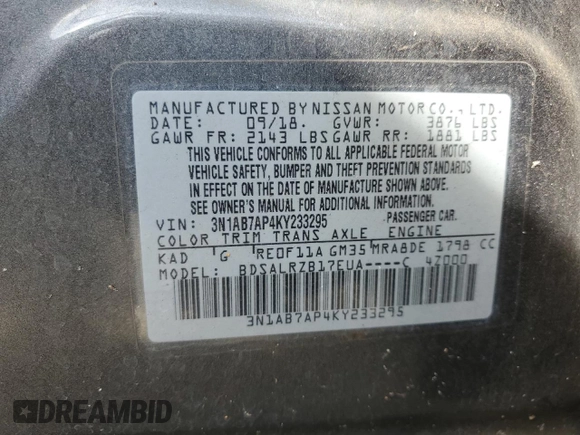 MANUFACTURED BY NISSAN MOTOR CO., LTD.
DATE: 09/18. GVWR: 3876 LBS
GAWR FR: 2143 LBS GAWR RR: 1881 LBS
THIS VEHICLE CONFORMS TO ALL APPLICABLE FEDERAL MOTOR
VEHICLE SAFETY, BUMPER AND THEFT PREVENTION STANDARDS
IN EFFECT ON THE DATE OF MANUFACTURE SHOWN ABOVE.
SEE OWNER'S MANUAL FOR ADDITIONAL INFORMATION.
VIN: 3N1AB7AP4KY233295 PASSENGER CAR.
COLOR TRIM TRANS AXLE ENGINE
KAD G RE0F11A GM35 MRA8DE 1798 CC
MODEL: BDSALRZB17EUA----C 4Z000
3N1AB7AP4KY233295
DREAMBID